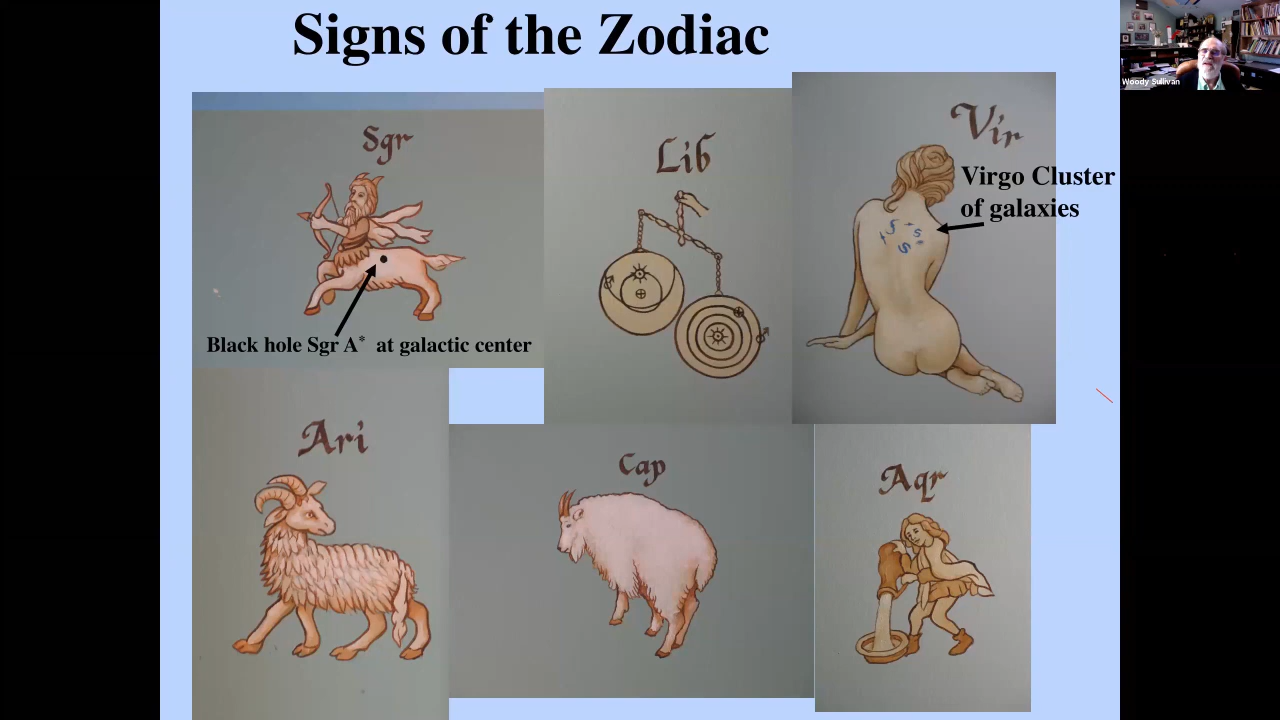 Signs of the Zodiac
Woody Sullivan
Sgr
Lib
Vir
Virgo Cluster
of galaxies
Black hole Sgr A* at galactic center
Ari
Cap
Aqr